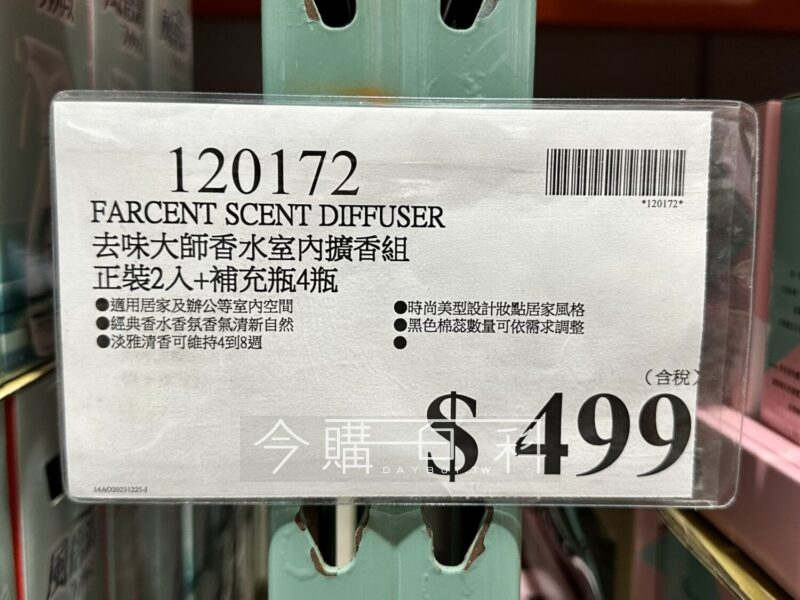 120172
*120172*
FARCENT SCENT DIFFUSER
去味大師香水室內擴香組
正裝2入+補充瓶4瓶
●適用居家及辦公等室內空間
●經典香水香氛香氣清新自然
●淡雅清香可維持4到8週
●時尚美型設計妝點居家風格
●黑色棉蕊數量可依需求調整
●
（含稅）
$ 499
今購百科
DAYBUY.TW
14AO20231225-I